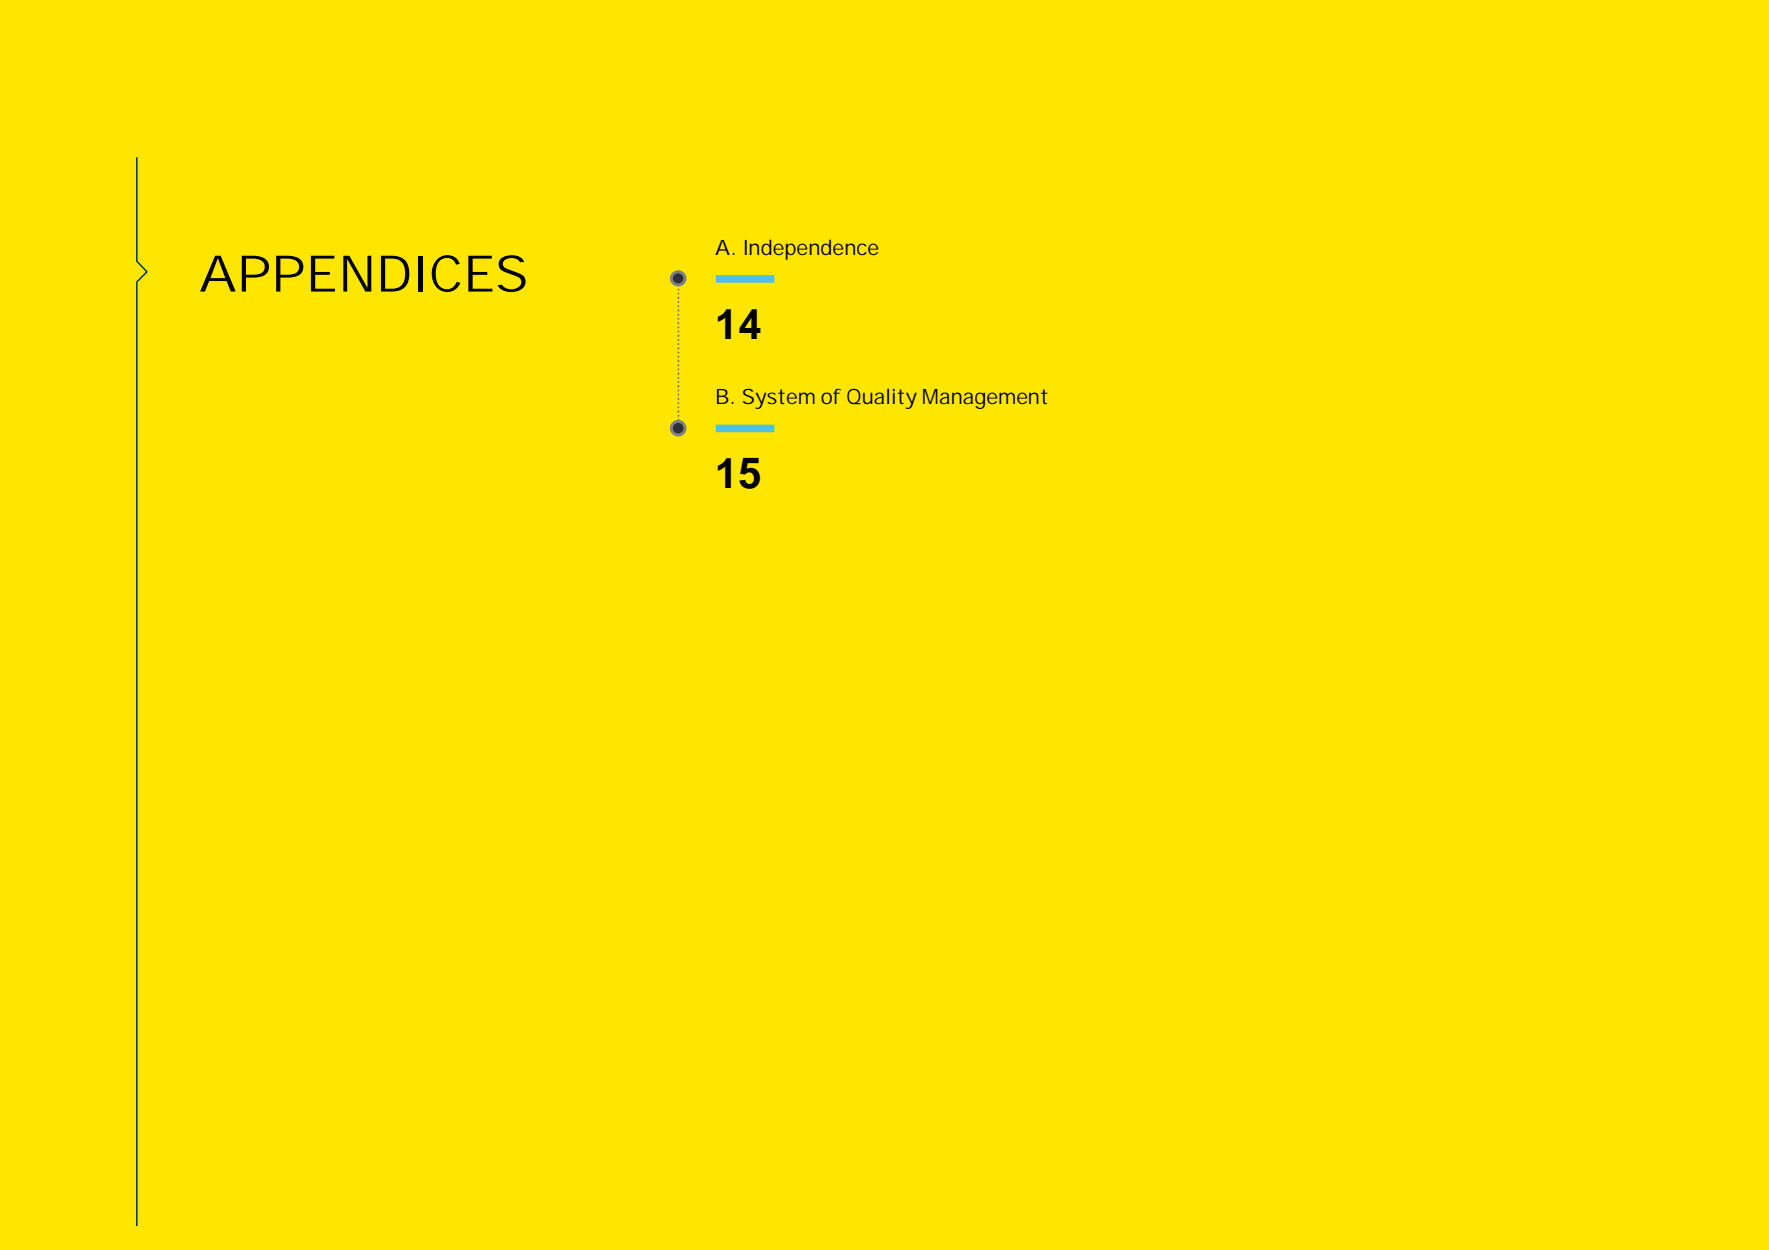 APPENDICES
A. Independence
14
B. System of Quality Management
15